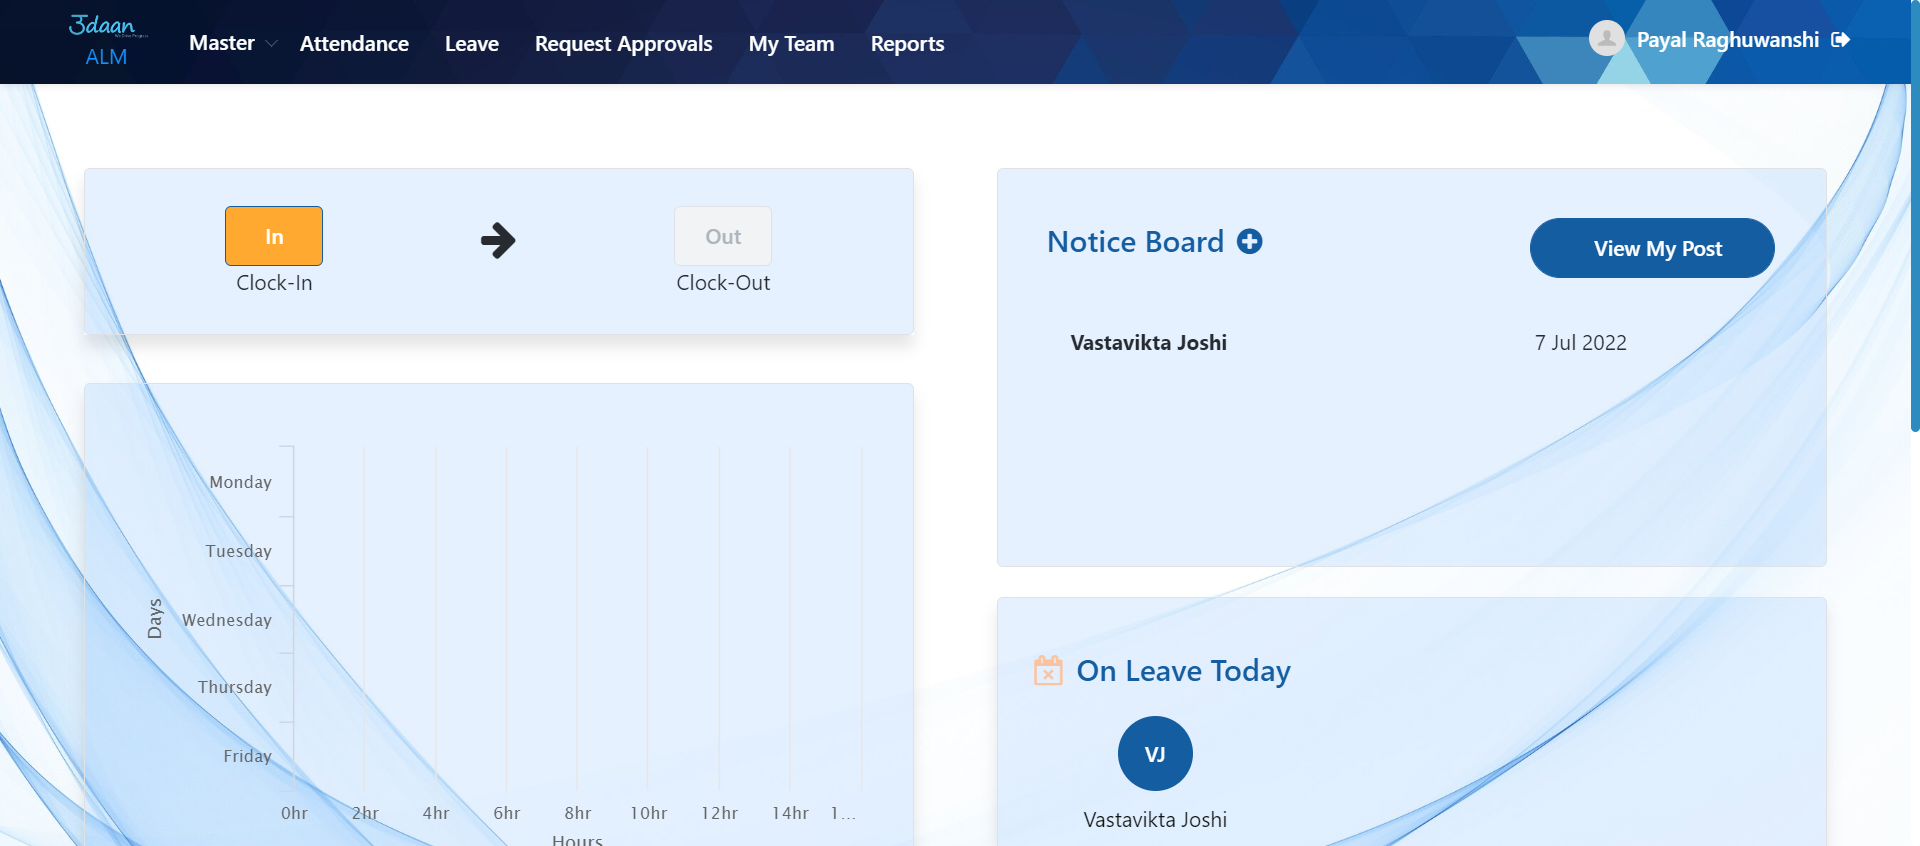 उdaan
ALM
Master
Attendance
Leave
Request Approvals
My Team
Reports
Payal Raghuwanshi
In
Clock-In
Out
Clock-Out
Notice Board
View My Post
Vastavikta Joshi
7 Jul 2022
Monday
Tuesday
Wednesday
Thursday
Friday
Days
0hr 2hr 4hr 6hr 8hr 10hr 12hr 14hr 1...
Hours
On Leave Today
VJ
Vastavikta Joshi